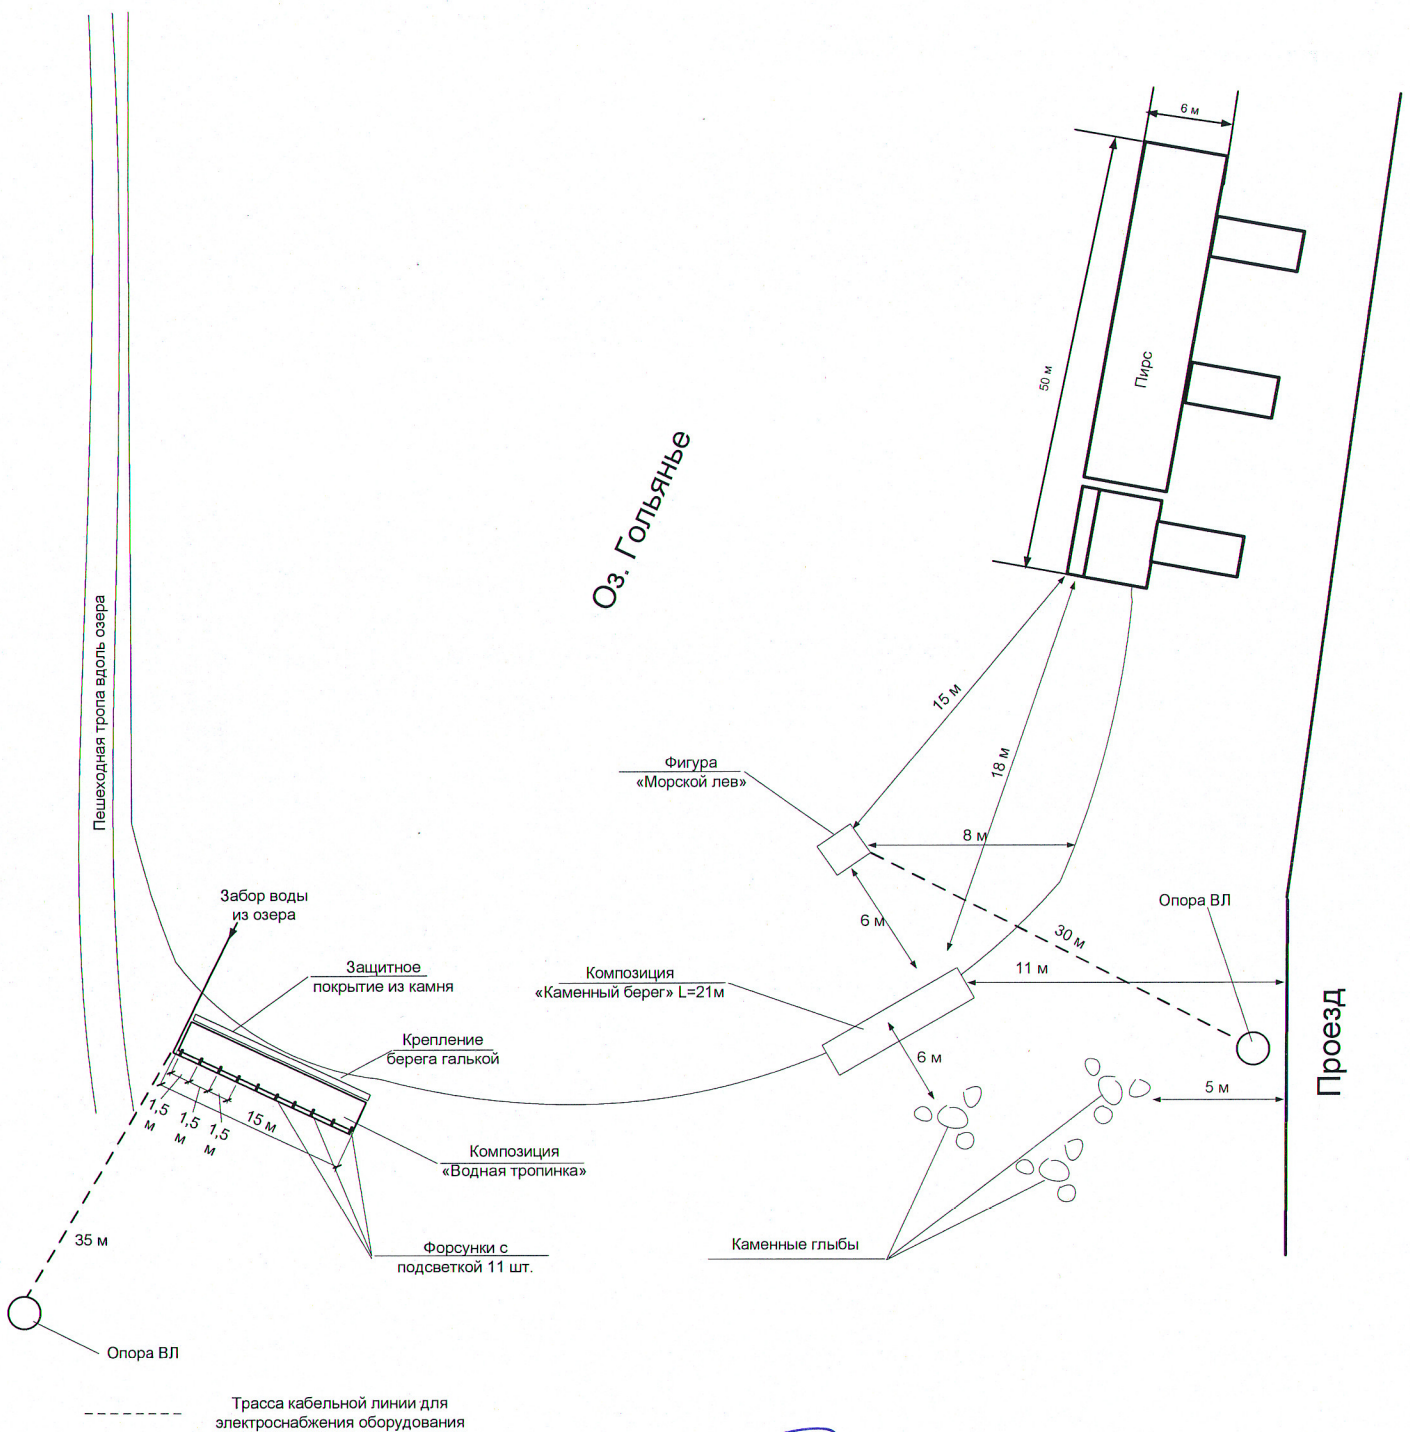 6 м
50 м
Пирс
Оз. Гольянье
Пешеходная тропа вдоль озера
15 м
18 м
Фигура
«Морской лев»
8 м
6 м
Забор воды
из озера
Опора ВЛ
30 м
11 м
Защитное
покрытие из камня
Композиция
«Каменный берег» L=21м
Крепление
берега галькой
6 м
Проезд
5 м
1,5
м
1,5
м
1,5
м
15 м
Композиция
«Водная тропинка»
35 м
Форсунки с
подсветкой 11 шт.
Каменные глыбы
Опора ВЛ
Трасса кабельной линии для
электроснабжения оборудования